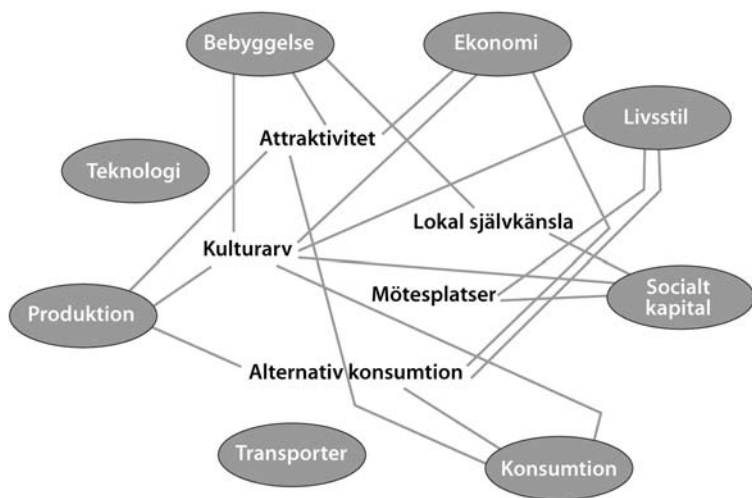 Bebyggelse
Ekonomi
Livsstil
Attraktivitet
Teknologi
Lokal självkänsla
Kulturarv
Mötesplatser
Socialt
kapital
Produktion
Alternativ konsumtion
Transporter
Konsumtion